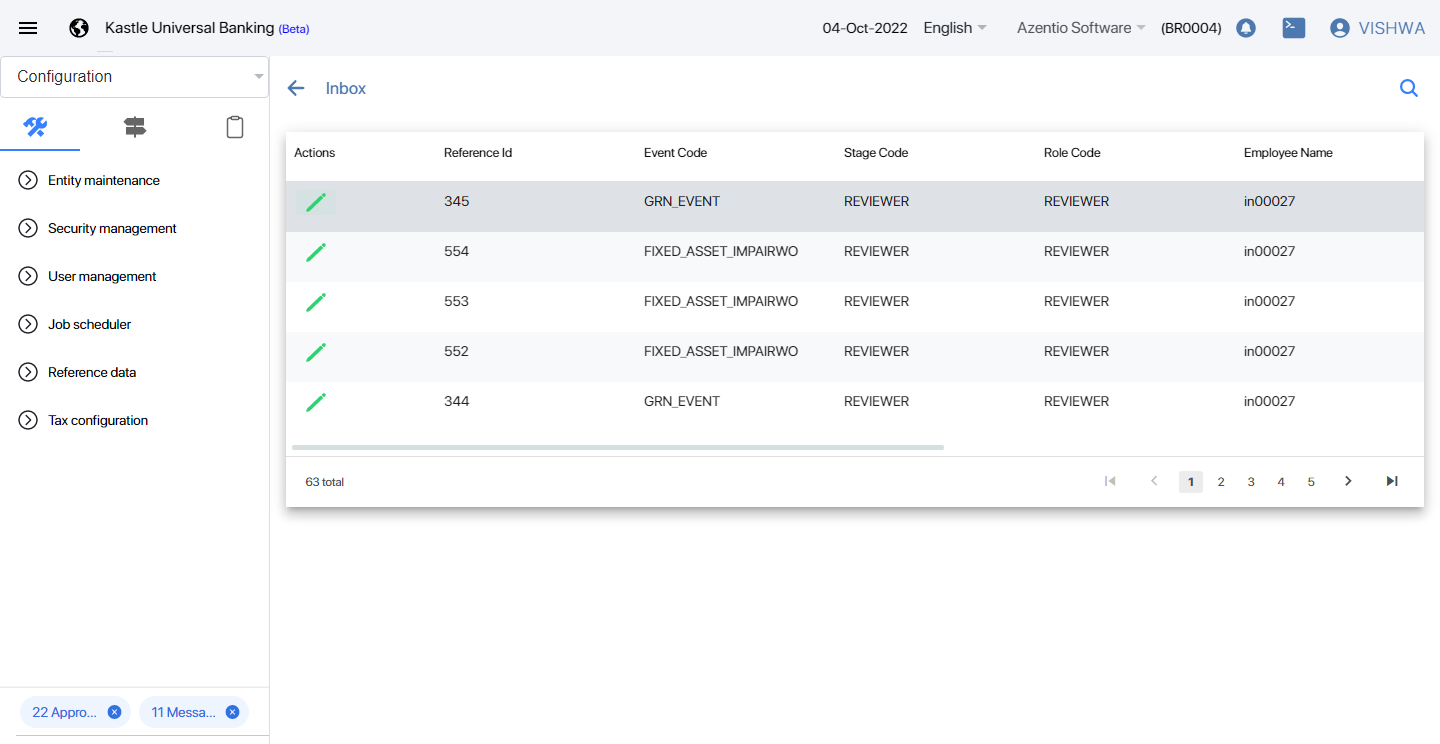 Kastle Universal Banking (Beta) 04-Oct-2022 English Azentio Software (BR0004) VISHWA
Configuration
Inbox
Entity maintenance
Security management
User management
Job scheduler
Reference data
Tax configuration
Actions Reference Id Event Code Stage Code Role Code Employee Name
345 GRN_EVENT REVIEWER REVIEWER in00027
554 FIXED_ASSET_IMPAIRWO REVIEWER REVIEWER in00027
553 FIXED_ASSET_IMPAIRWO REVIEWER REVIEWER in00027
552 FIXED_ASSET_IMPAIRWO REVIEWER REVIEWER in00027
344 GRN_EVENT REVIEWER REVIEWER in00027
63 total 1 2 3 4 5
22 Appro... 11 Messa...